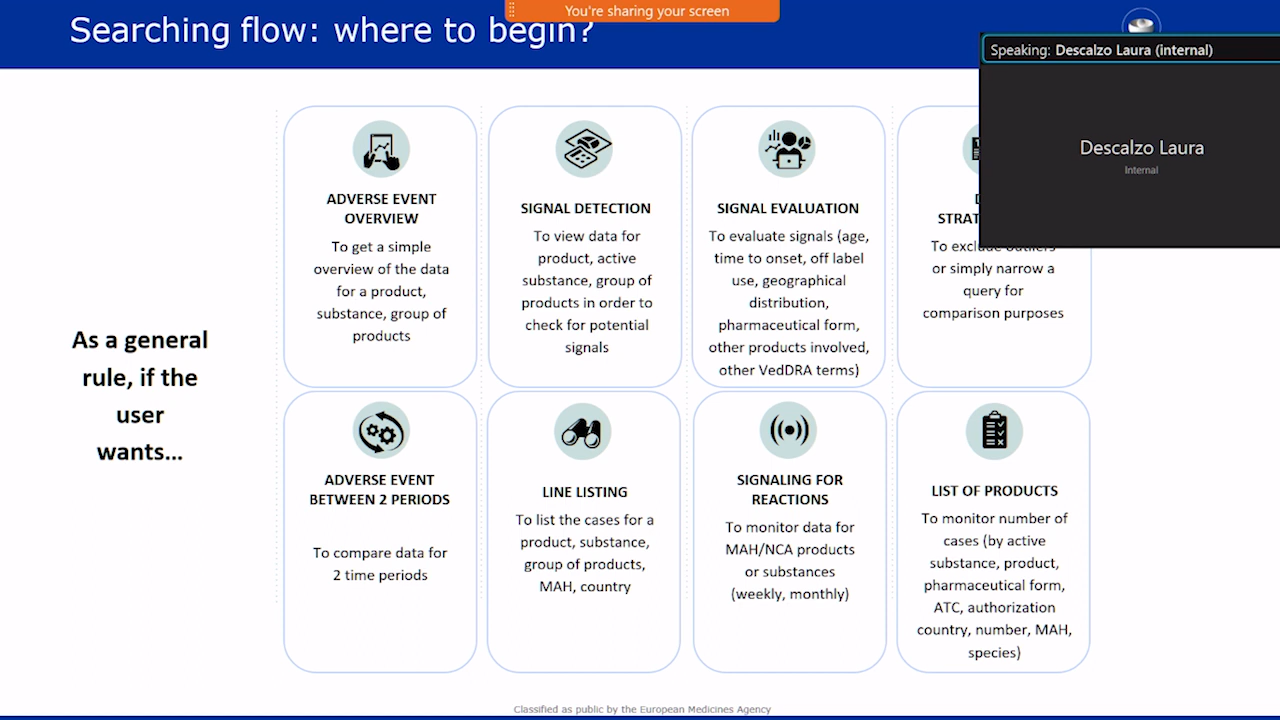 You're sharing your screen
Searching flow: where to begin?
Speaking: Descalzo Laura (internal)
Descalzo Laura
Internal
As a general
rule, if the
user
wants...
ADVERSE EVENT
OVERVIEW
To get a simple
overview of the data
for a product,
substance, group of
products
SIGNAL DETECTION
To view data for
product, active
substance, group of
products in order to
check for potential
signals
SIGNAL EVALUATION
To evaluate signals (age,
time to onset, off label
use, geographical
distribution,
pharmaceutical form,
other products involved,
other VedDRA terms)
To exclude outliers
or simply narrow a
query for
comparison purposes
ADVERSE EVENT
BETWEEN 2 PERIODS
To compare data for
2 time periods
LINE LISTING
To list the cases for a
product, substance,
group of products,
MAH, country
SIGNALING FOR
REACTIONS
To monitor data for
MAH/NCA products
or substances
(weekly, monthly)
LIST OF PRODUCTS
To monitor number of
cases (by active
substance, product,
pharmaceutical form,
ATC, authorization
country, number, MAH,
species)
Classified as public by the European Medicines Agency